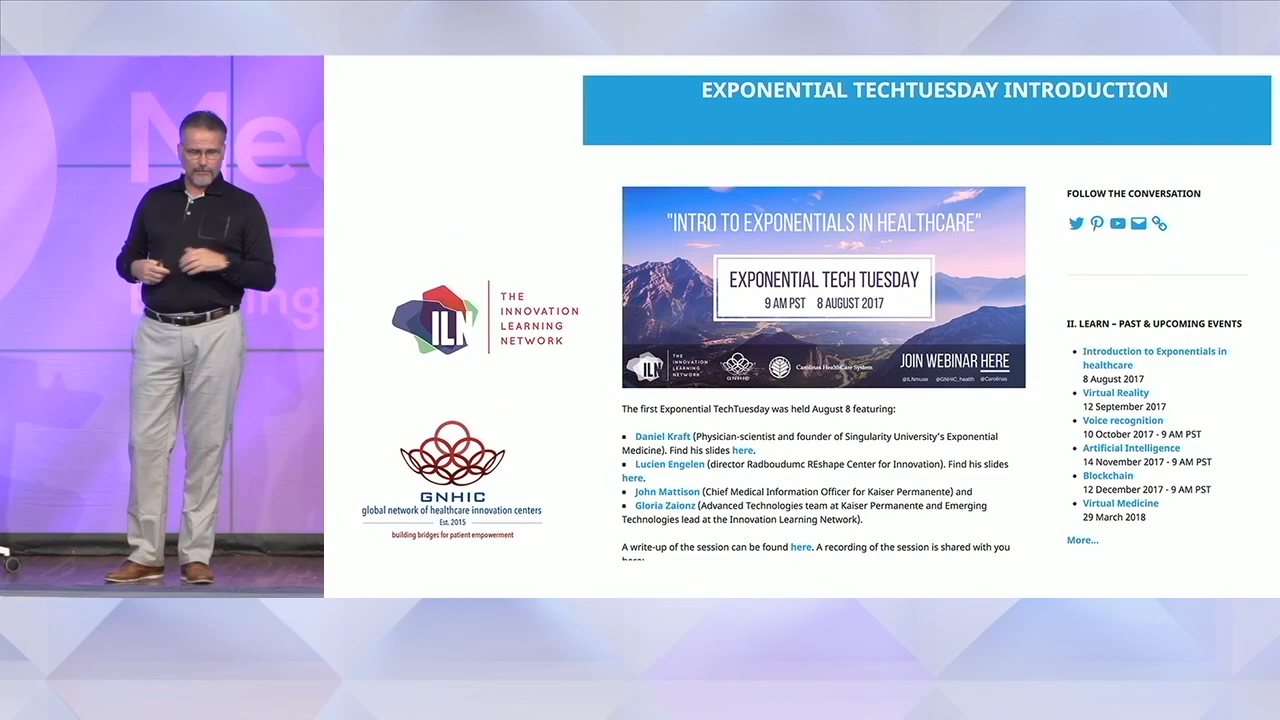 EXPONENTIAL TECHTUESDAY INTRODUCTION
THE
INNOVATION
LEARNING
NETWORK
ILN
GNHIC
global network of healthcare innovation centers
Est. 2015
building bridges for patient empowerment
"INTRO TO EXPONENTIALS IN HEALTHCARE"
EXPONENTIAL TECH TUESDAY
9 AM PST 8 AUGUST 2017
ILN
THE
INNOVATION
LEARNING
NETWORK
GNHIC
Carolinas HealthCare System
JOIN WEBINAR HERE
@ILNmuse @GNHIC_health @Carolinas
The first Exponential TechTuesday was held August 8 featuring:
▪ Daniel Kraft (Physician-scientist and founder of Singularity University's Exponential
Medicine). Find his slides here.
▪ Lucien Engelen (director Radboudumc REshape Center for Innovation). Find his slides
here.
▪ John Mattison (Chief Medical Information Officer for Kaiser Permanente) and
▪ Gloria Zaionz (Advanced Technologies team at Kaiser Permanente and Emerging
Technologies lead at the Innovation Learning Network).
A write-up of the session can be found here. A recording of the session is shared with you
FOLLOW THE CONVERSATION
II. LEARN – PAST & UPCOMING EVENTS
• Introduction to Exponentials in
healthcare
8 August 2017
• Virtual Reality
12 September 2017
• Voice recognition
10 October 2017 - 9 AM PST
• Artificial Intelligence
14 November 2017 - 9 AM PST
• Blockchain
12 December 2017 - 9 AM PST
• Virtual Medicine
29 March 2018
More...